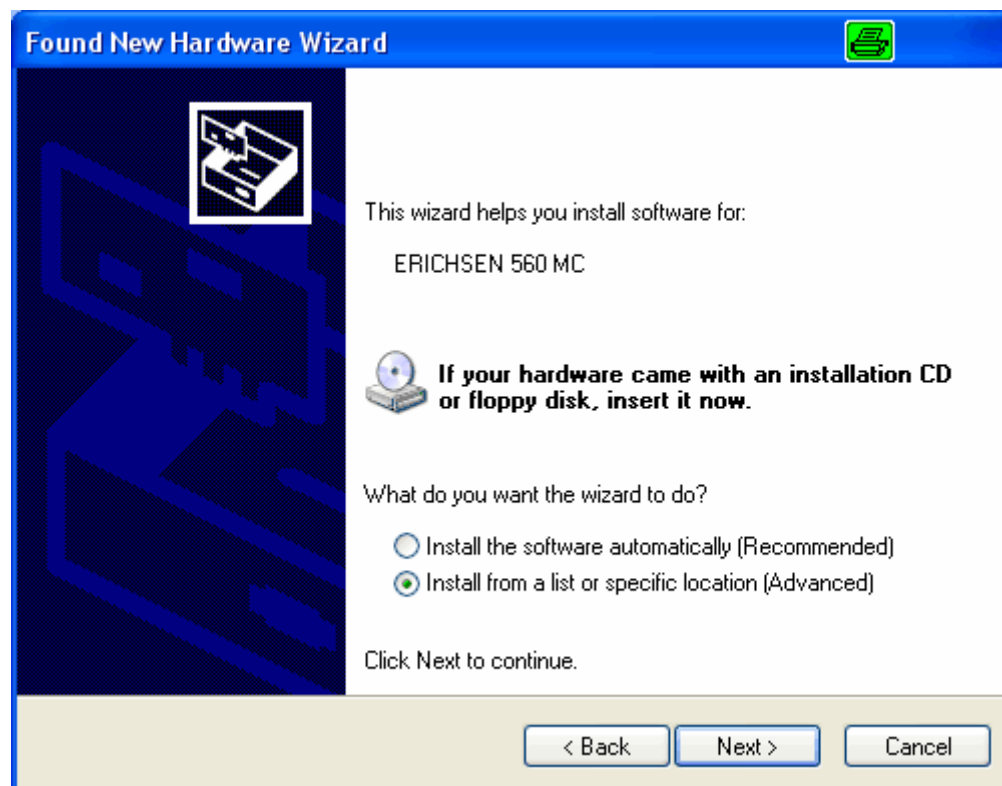 Found New Hardware Wizard
This wizard helps you install software for:
ERICHSEN 560 MC
If your hardware came with an installation CD
or floppy disk, insert it now.
What do you want the wizard to do?
Install the software automatically (Recommended)
Install from a list or specific location (Advanced)
Click Next to continue.
< Back Next > Cancel